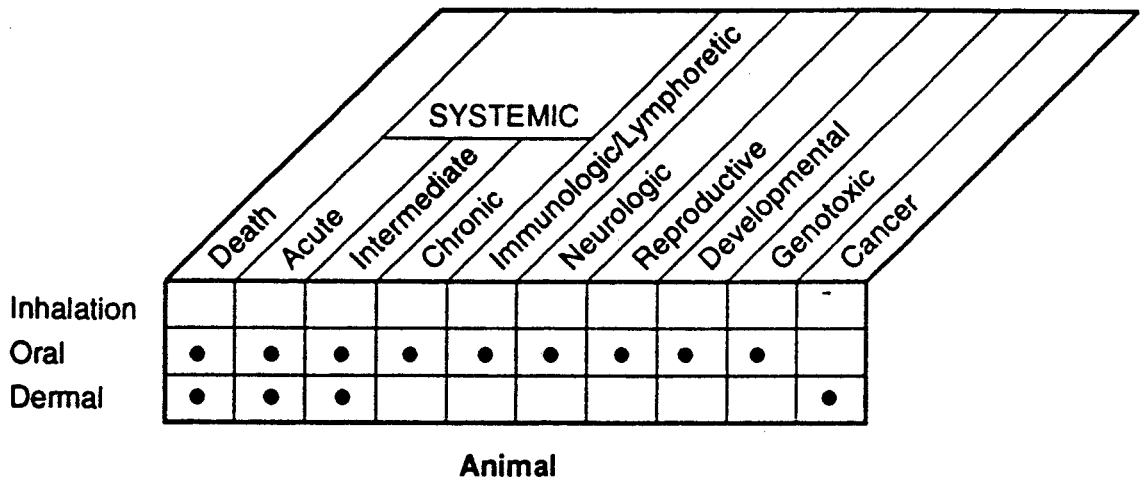 SYSTEMIC
Death
Acute
Intermediate
Chronic
Immunologic/Lymphoretic
Neurologic
Reproductive
Developmental
Genotoxic
Cancer
Inhalation
Oral ● ● ● ● ● ● ● ● ●
Dermal ● ● ● ●
Animal